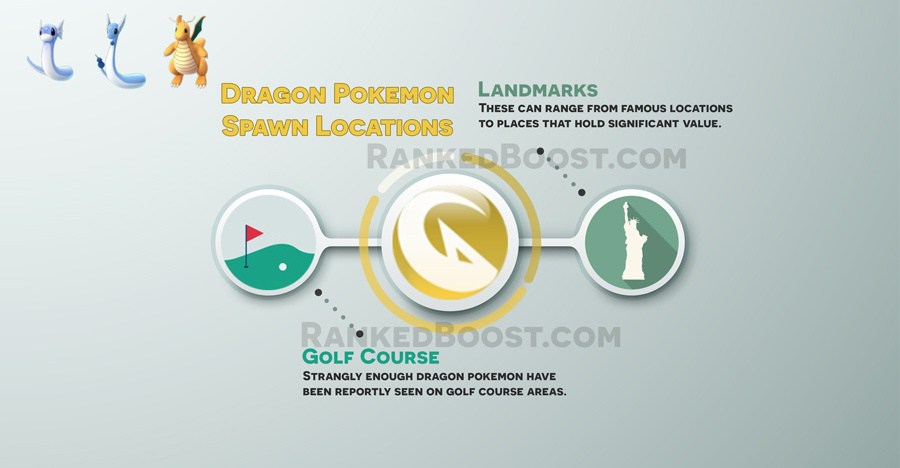 Dragon Pokemon
Spawn Locations
Landmarks
These can range from famous locations
to places that hold significant value.
RankedBoost.com
RankedBoost.com
Golf Course
Strangly enough dragon pokemon have
been reportly seen on golf course areas.